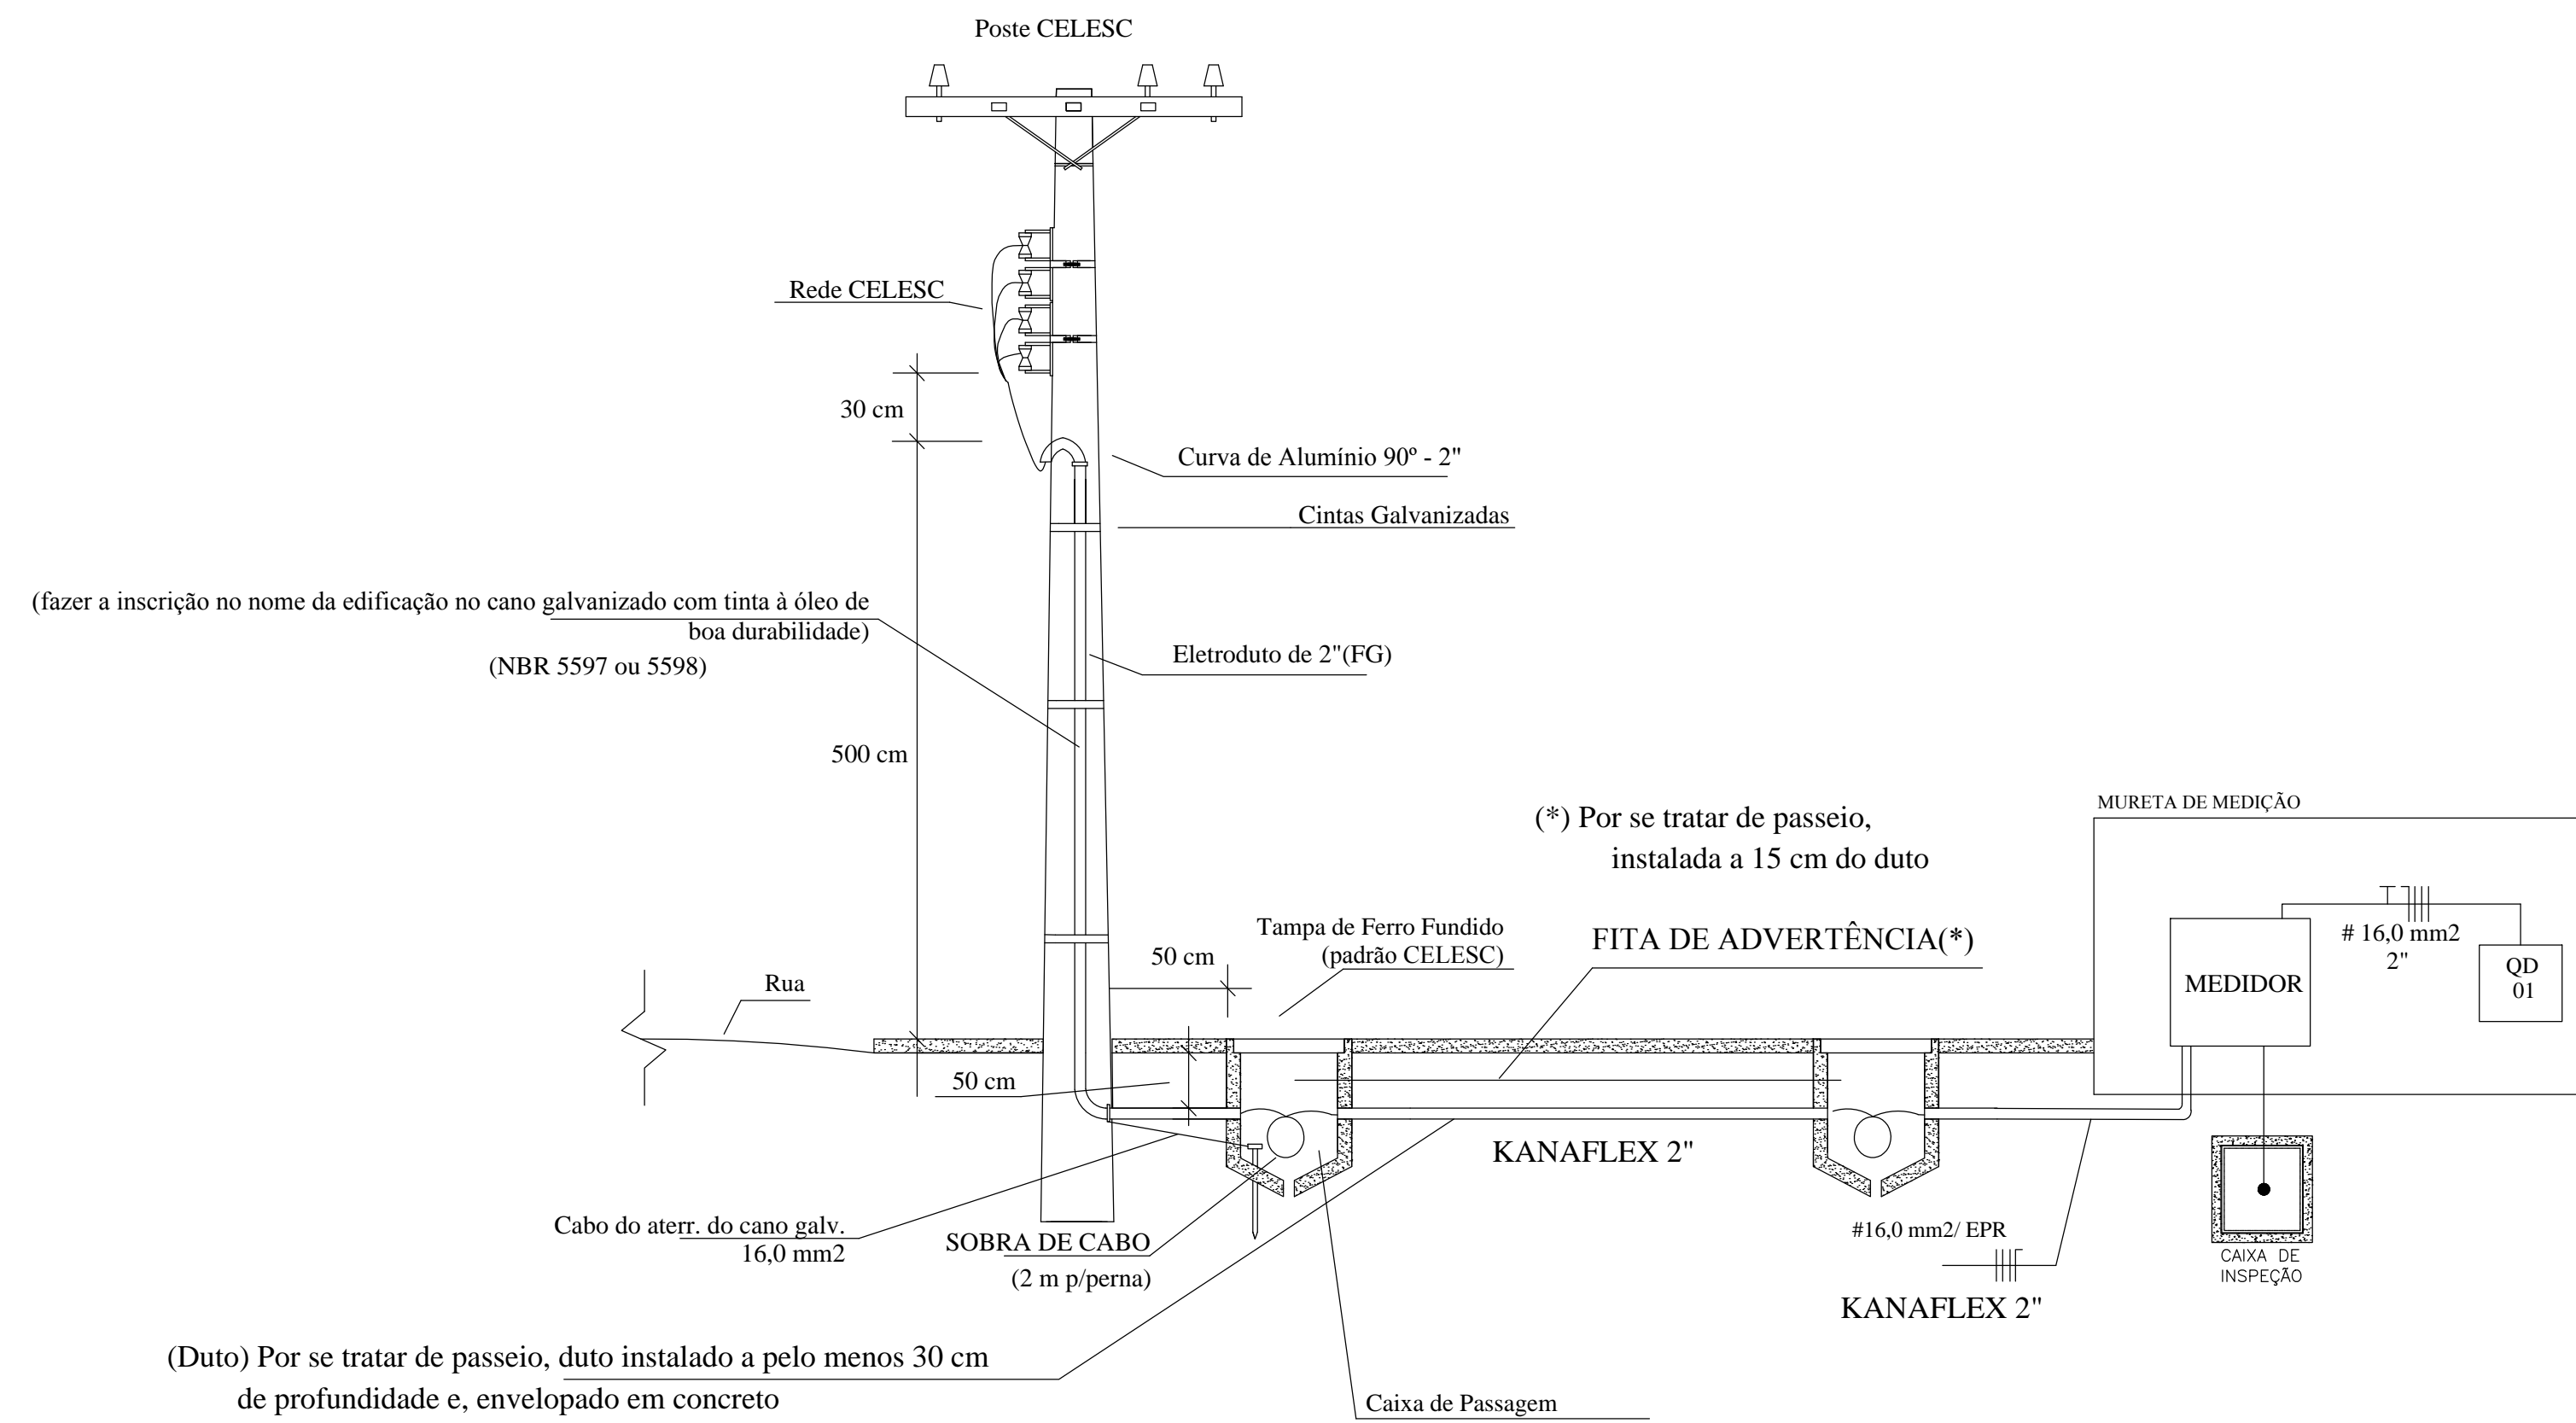 Poste CELESC
Rede CELESC
30 cm
Curva de Alumínio 90º - 2"
Cintas Galvanizadas
(fazer a inscrição no nome da edificação no cano galvanizado com tinta à óleo de
boa durabilidade)
(NBR 5597 ou 5598)
Eletroduto de 2"(FG)
500 cm
(*) Por se tratar de passeio,
instalada a 15 cm do duto
MURETA DE MEDIÇÃO
Tampa de Ferro Fundido
(padrão CELESC)
FITA DE ADVERTÊNCIA(*)
50 cm
Rua
MEDIDOR
# 16,0 mm2
2"
QD
01
50 cm
KANAFLEX 2"
Cabo do aterr. do cano galv.
16,0 mm2
SOBRA DE CABO
(2 m p/perna)
#16,0 mm2/ EPR
KANAFLEX 2"
CAIXA DE
INSPEÇÃO
(Duto) Por se tratar de passeio, duto instalado a pelo menos 30 cm
de profundidade e, envelopado em concreto
Caixa de Passagem